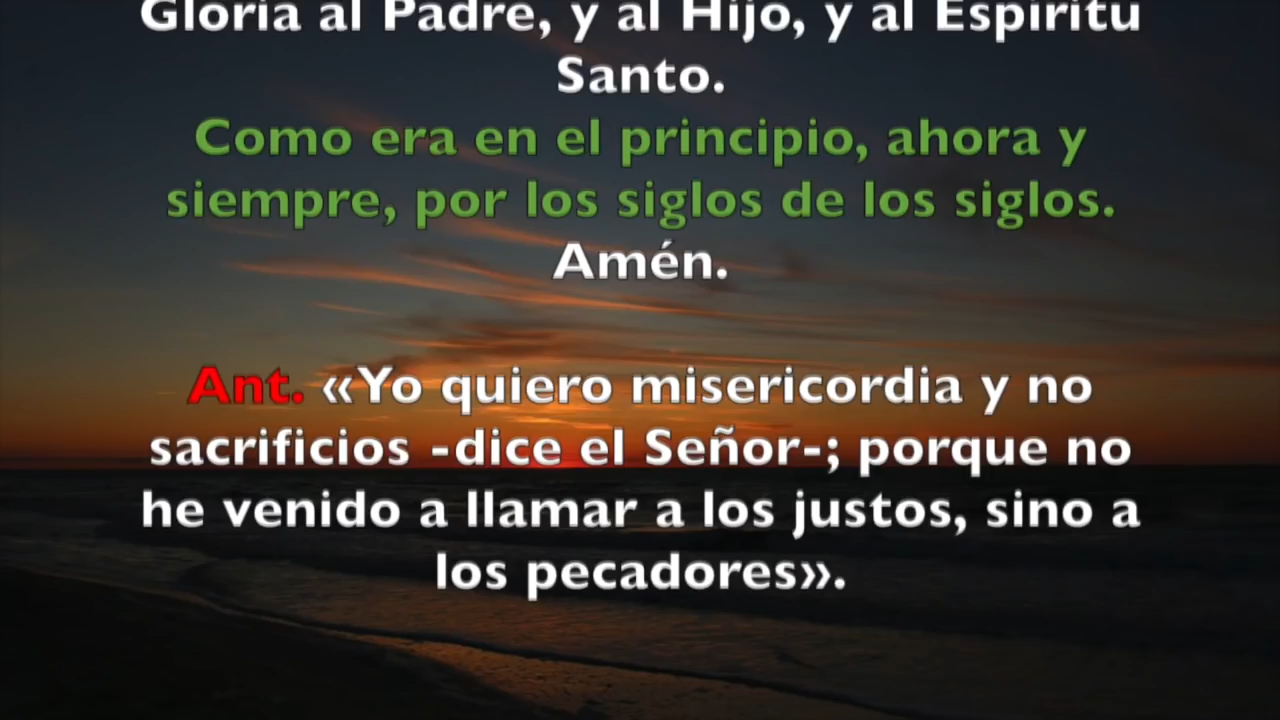 Gloria al Padre, y al Hijo, y al Espíritu
Santo.
Como era en el principio, ahora y
siempre, por los siglos de los siglos.
Amén.
Ant. «Yo quiero misericordia y no
sacrificios -dice el Señor-; porque no
he venido a llamar a los justos, sino a
los pecadores».